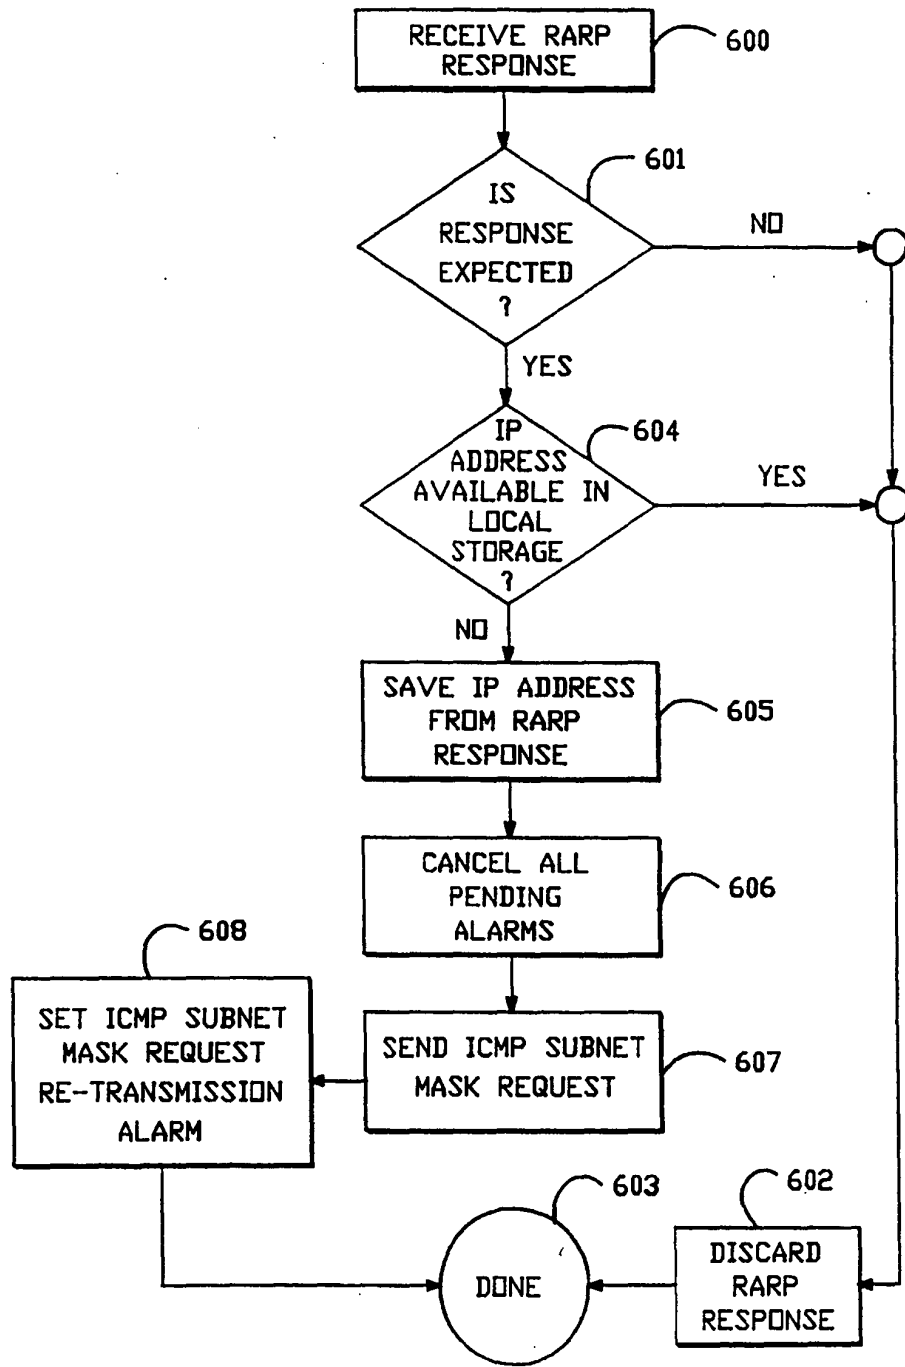 RECEIVE RARP
RESPONSE
600
601
IS
RESPONSE
EXPECTED
?
NO
YES
604
IP
ADDRESS
AVAILABLE IN
LOCAL
STORAGE
?
YES
NO
SAVE IP ADDRESS
FROM RARP
RESPONSE
605
CANCEL ALL
PENDING
ALARMS
606
608
SET ICMP SUBNET
MASK REQUEST
RE-TRANSMISSION
ALARM
SEND ICMP SUBNET
MASK REQUEST
607
603
DONE
602
DISCARD
RARP
RESPONSE